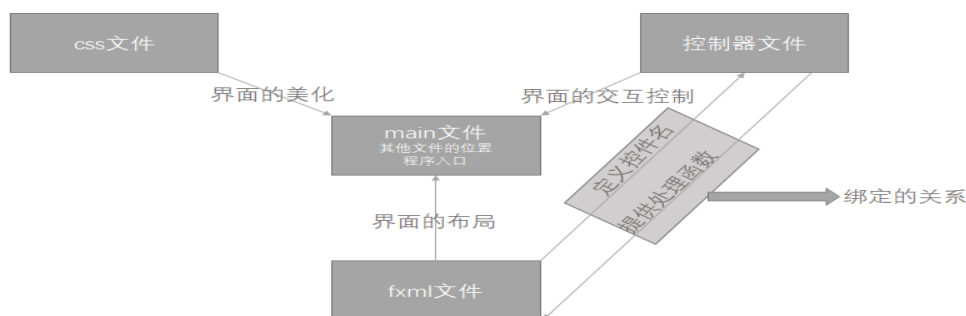 css文件
控制器文件
界面的美化
界面的交互控制
main文件
其他文件的位置
程序入口
定义控件名
提供处理函数
绑定的关系
界面的布局
fxml文件